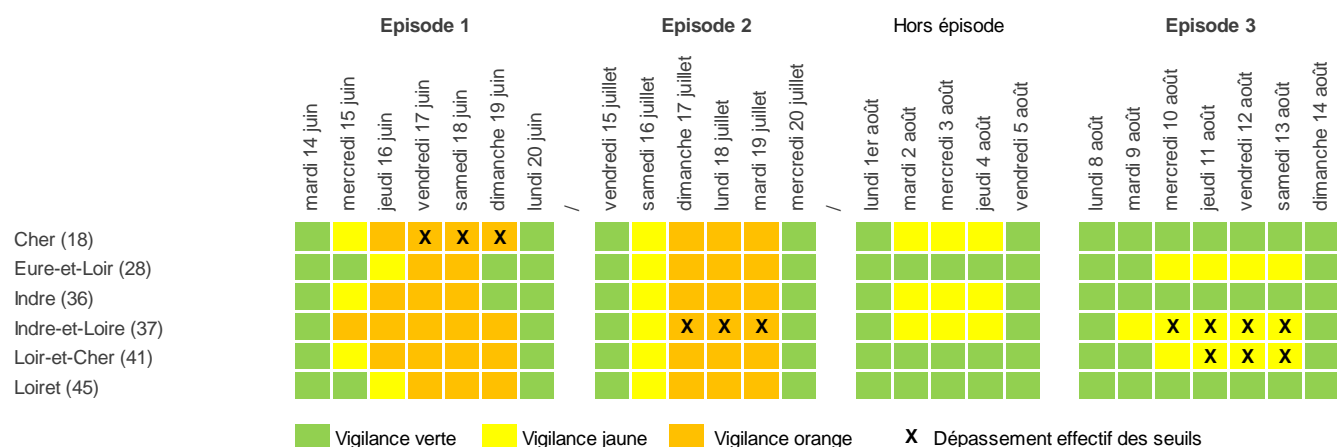 Episode 1 Episode 2 Hors épisode Episode 3
mardi 14 juin
mercredi 15 juin
jeudi 16 juin
vendredi 17 juin
samedi 18 juin
dimanche 19 juin
lundi 20 juin
/
vendredi 15 juillet
samedi 16 juillet
dimanche 17 juillet
lundi 18 juillet
mardi 19 juillet
mercredi 20 juillet
/
lundi 1er août
mardi 2 août
mercredi 3 août
jeudi 4 août
vendredi 5 août
lundi 8 août
mardi 9 août
mercredi 10 août
jeudi 11 août
vendredi 12 août
samedi 13 août
dimanche 14 août
Cher (18) X X X
Eure-et-Loir (28)
Indre (36)
Indre-et-Loire (37) X X X X X X X
Loir-et-Cher (41) X X X
Loiret (45)
Vigilance verte Vigilance jaune Vigilance orange X Dépassement effectif des seuils